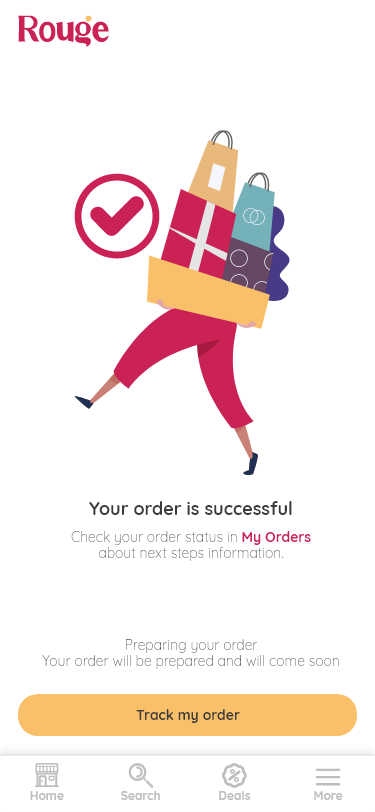 Rouge
Your order is successful
Check your order status in My Orders
about next steps information.
Preparing your order
Your order will be prepared and will come soon
Track my order
Home Search Deals More